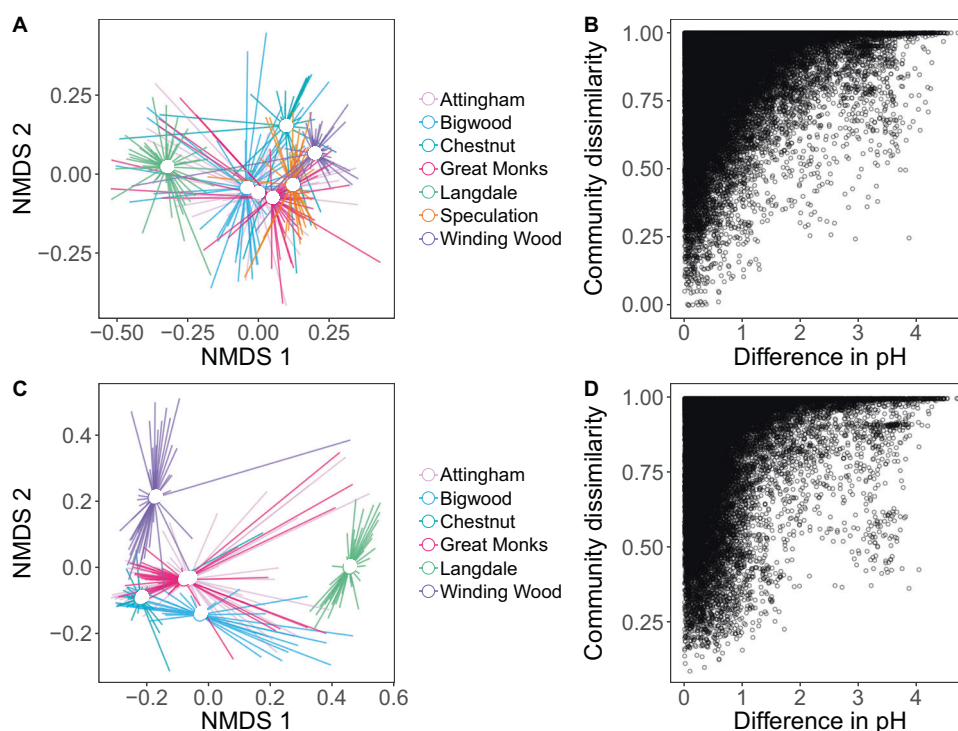 A
NMDS 2
0.25
0.00
−0.25
−0.50
−0.25
0.00
0.25
NMDS 1
Attingham
Bigwood
Chestnut
Great Monks
Langdale
Speculation
Winding Wood
B
Community dissimilarity
1.00
0.75
0.50
0.25
0.00
0
1
2
3
4
Difference in pH
C
NMDS 2
0.4
0.2
0.0
−0.2
−0.2
0.0
0.2
0.4
0.6
NMDS 1
Attingham
Bigwood
Chestnut
Great Monks
Langdale
Winding Wood
D
Community dissimilarity
1.00
0.75
0.50
0.25
0
1
2
3
4
Difference in pH